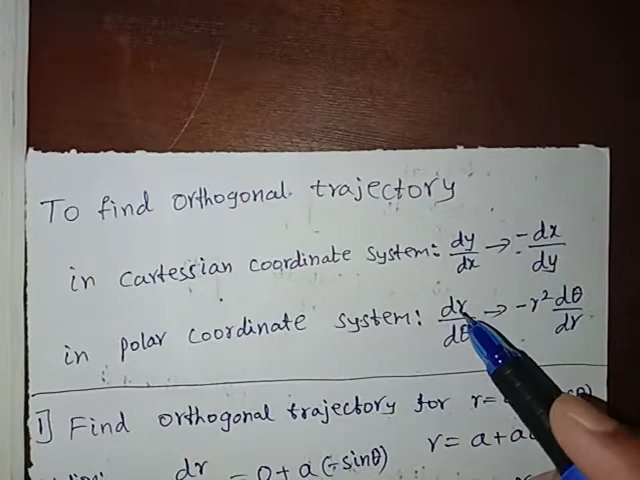 To find orthogonal trajectory
in Cartessian coordinate system: dy/dx → -dx/dy
in polar coordinate system: dr/dθ → -r² dθ/dr
1] Find orthogonal trajectory for r=
dr = 0 + a(-sinθ) r = a + a